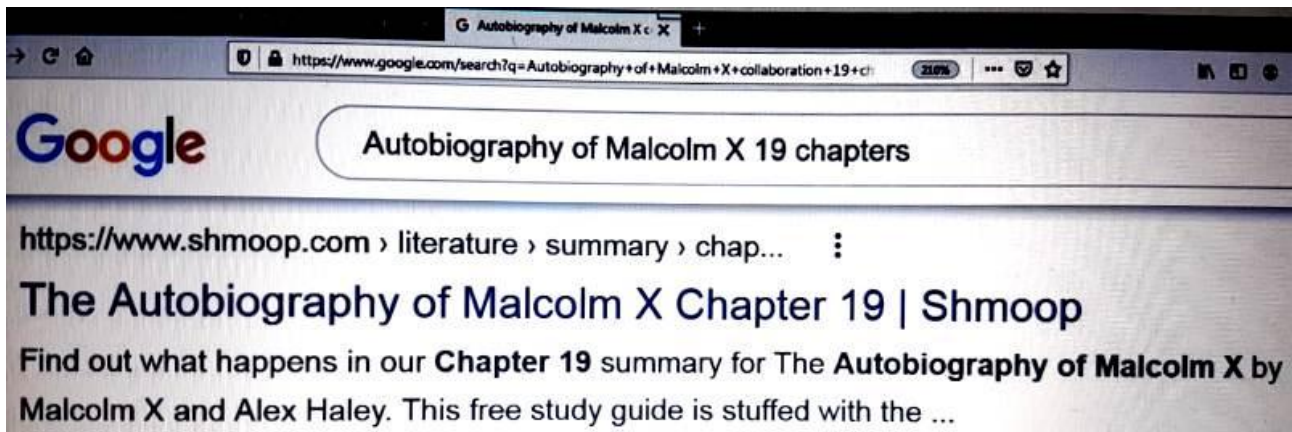 G Autobiography of Malcolm X c
https://www.google.com/search?q=Autobiography+of+Malcolm+X+collaboration+19+ch 210%
Google Autobiography of Malcolm X 19 chapters
https://www.shmoop.com › literature › summary › chap...
The Autobiography of Malcolm X Chapter 19 | Shmoop
Find out what happens in our Chapter 19 summary for The Autobiography of Malcolm X by
Malcolm X and Alex Haley. This free study guide is stuffed with the ...